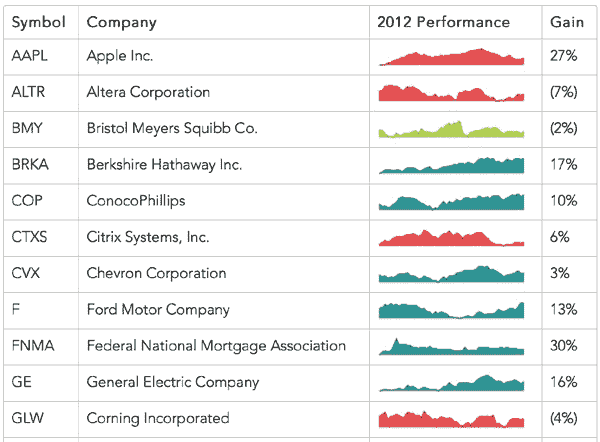 Symbol Company 2012 Performance Gain
AAPL Apple Inc. 27%
ALTR Altera Corporation (7%)
BMY Bristol Meyers Squibb Co. (2%)
BRKA Berkshire Hathaway Inc. 17%
COP ConocoPhillips 10%
CTXS Citrix Systems, Inc. 6%
CVX Chevron Corporation 3%
F Ford Motor Company 13%
FNMA Federal National Mortgage Association 30%
GE General Electric Company 16%
GLW Corning Incorporated (4%)